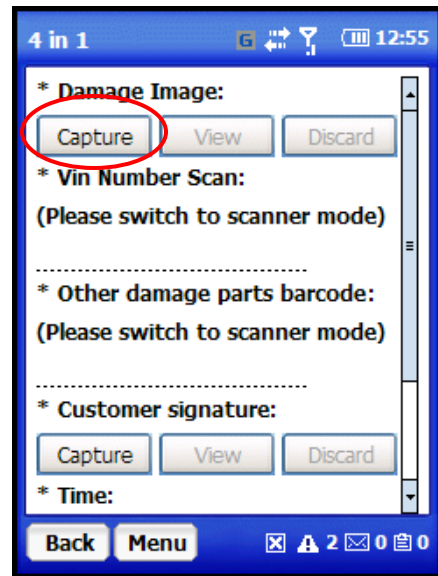 4 in 1 G 12:55
* Damage Image:
Capture View Discard
* Vin Number Scan:
(Please switch to scanner mode)
........................................
* Other damage parts barcode:
(Please switch to scanner mode)
........................................
* Customer signature:
Capture View Discard
* Time:
Back Menu 2 0 0